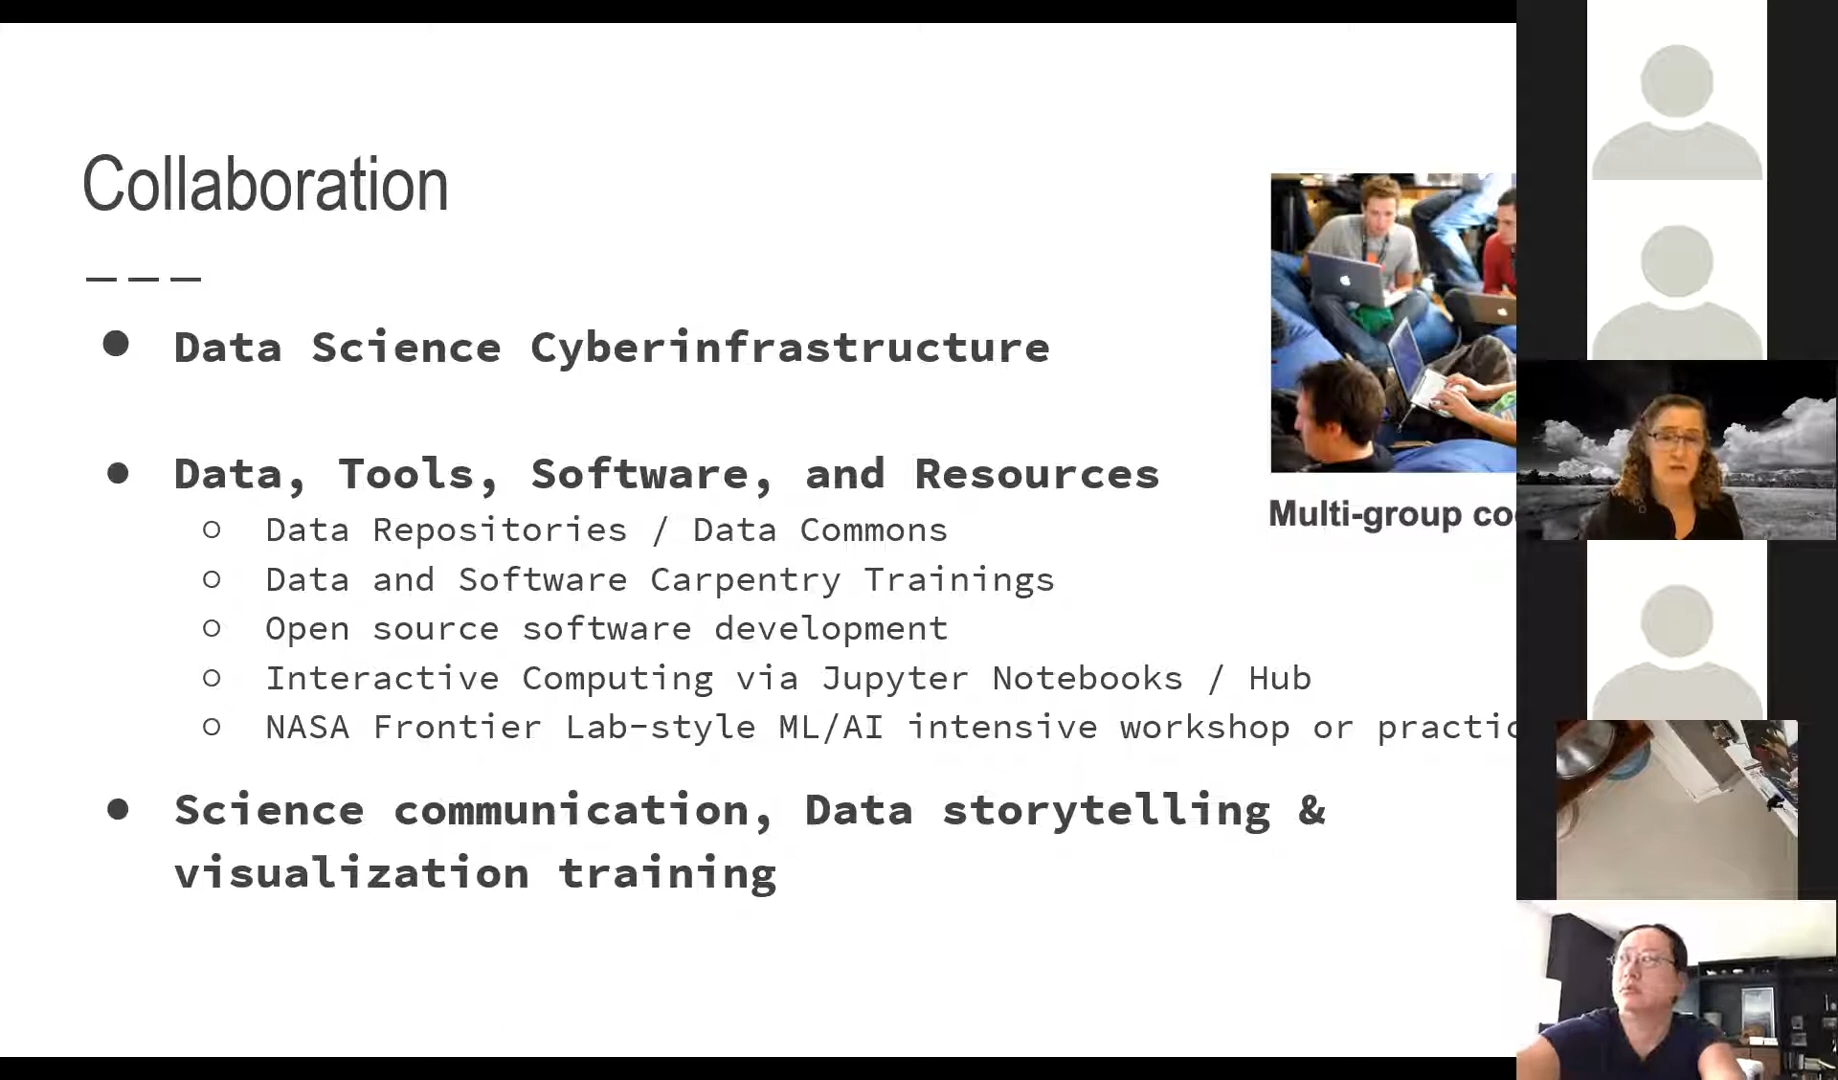 Collaboration
● Data Science Cyberinfrastructure
● Data, Tools, Software, and Resources
○ Data Repositories / Data Commons
○ Data and Software Carpentry Trainings
○ Open source software development
○ Interactive Computing via Jupyter Notebooks / Hub
○ NASA Frontier Lab-style ML/AI intensive workshop or
● Science communication, Data storytelling &
visualization training
Multi-group